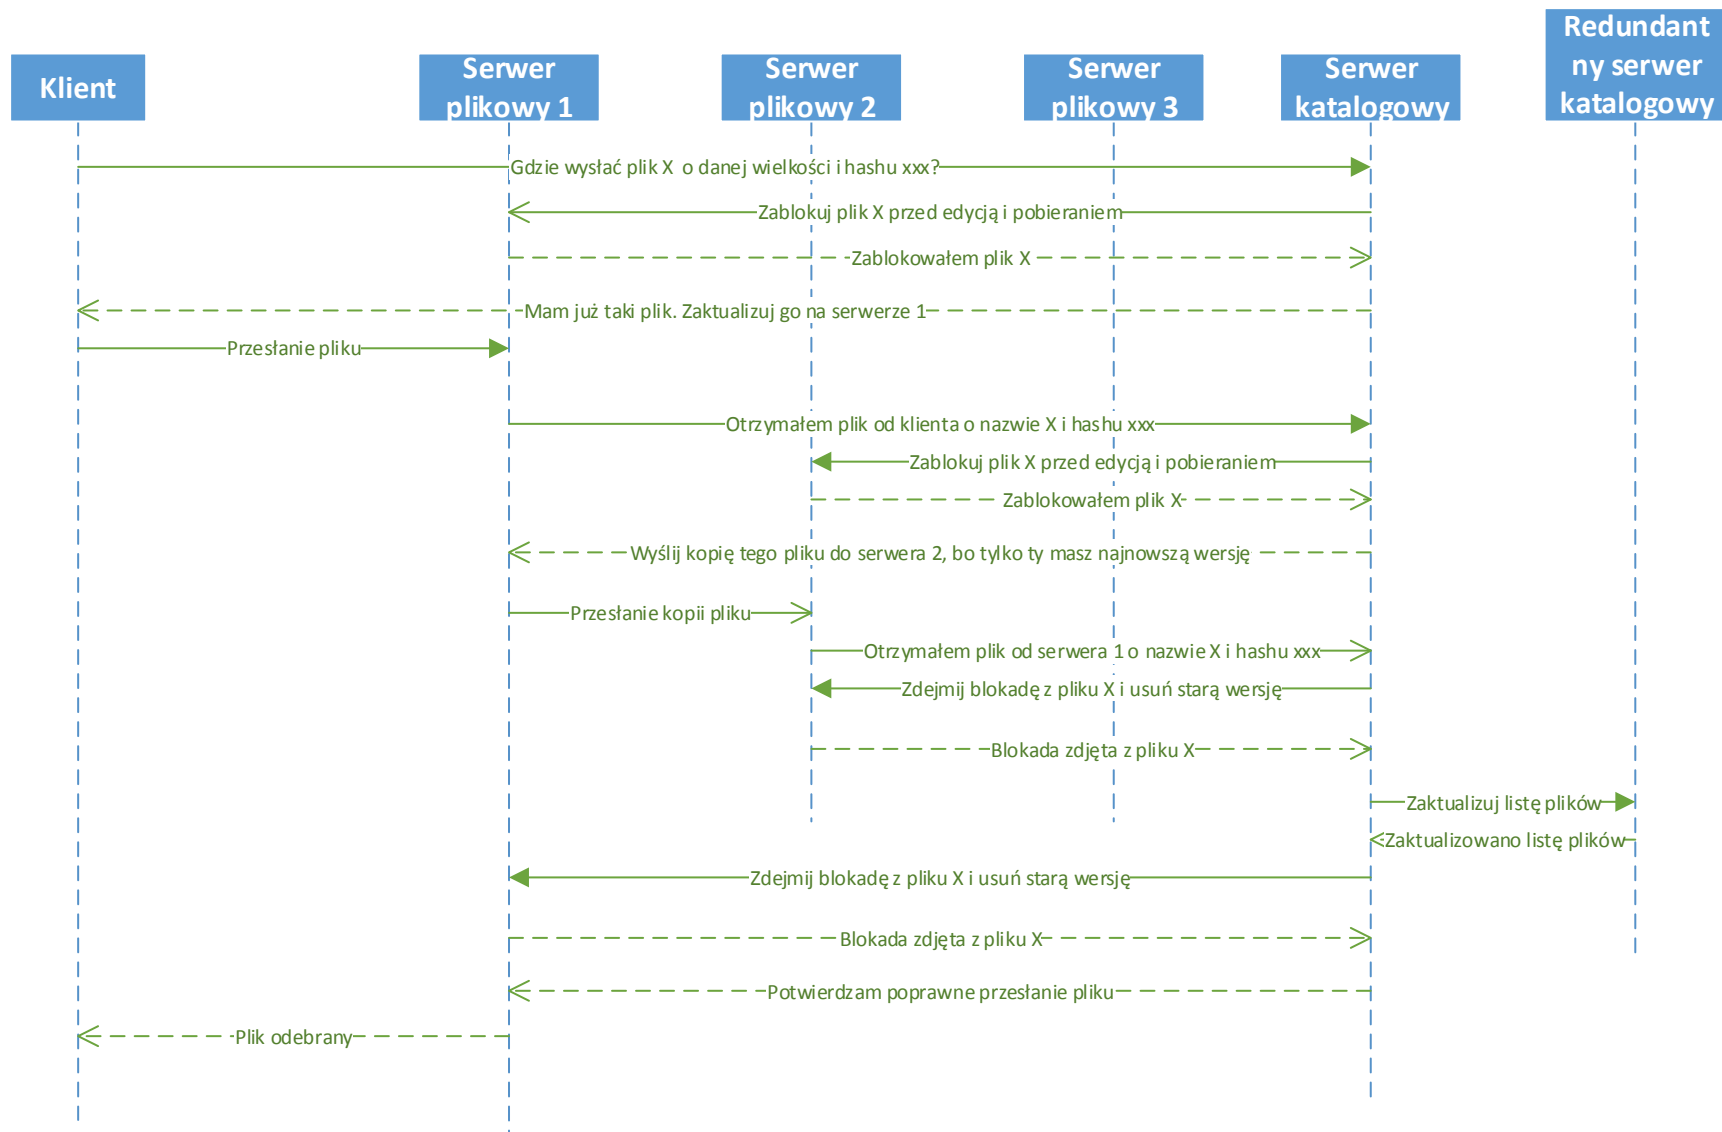 Klient
Serwer
plikowy 1
Serwer
plikowy 2
Serwer
plikowy 3
Serwer
katalogowy
Redundant
ny serwer
katalogowy
Gdzie wysłać plik X o danej wielkości i hashu xxx?
Zablokuj plik X przed edycją i pobieraniem
Zablokowałem plik X
Mam już taki plik. Zaktualizuj go na serwerze 1
Przesłanie pliku
Otrzymałem plik od klienta o nazwie X i hashu xxx
Zablokuj plik X przed edycją i pobieraniem
Zablokowałem plik X
Wyślij kopię tego pliku do serwera 2, bo tylko ty masz najnowszą wersję
Przesłanie kopii pliku
Otrzymałem plik od serwera 1 o nazwie X i hashu xxx
Zdejmij blokadę z pliku X i usuń starą wersję
Blokada zdjęta z pliku X
Zaktualizuj listę plików
Zaktualizowano listę plików
Zdejmij blokadę z pliku X i usuń starą wersję
Blokada zdjęta z pliku X
Potwierdzam poprawne przesłanie pliku
Plik odebrany